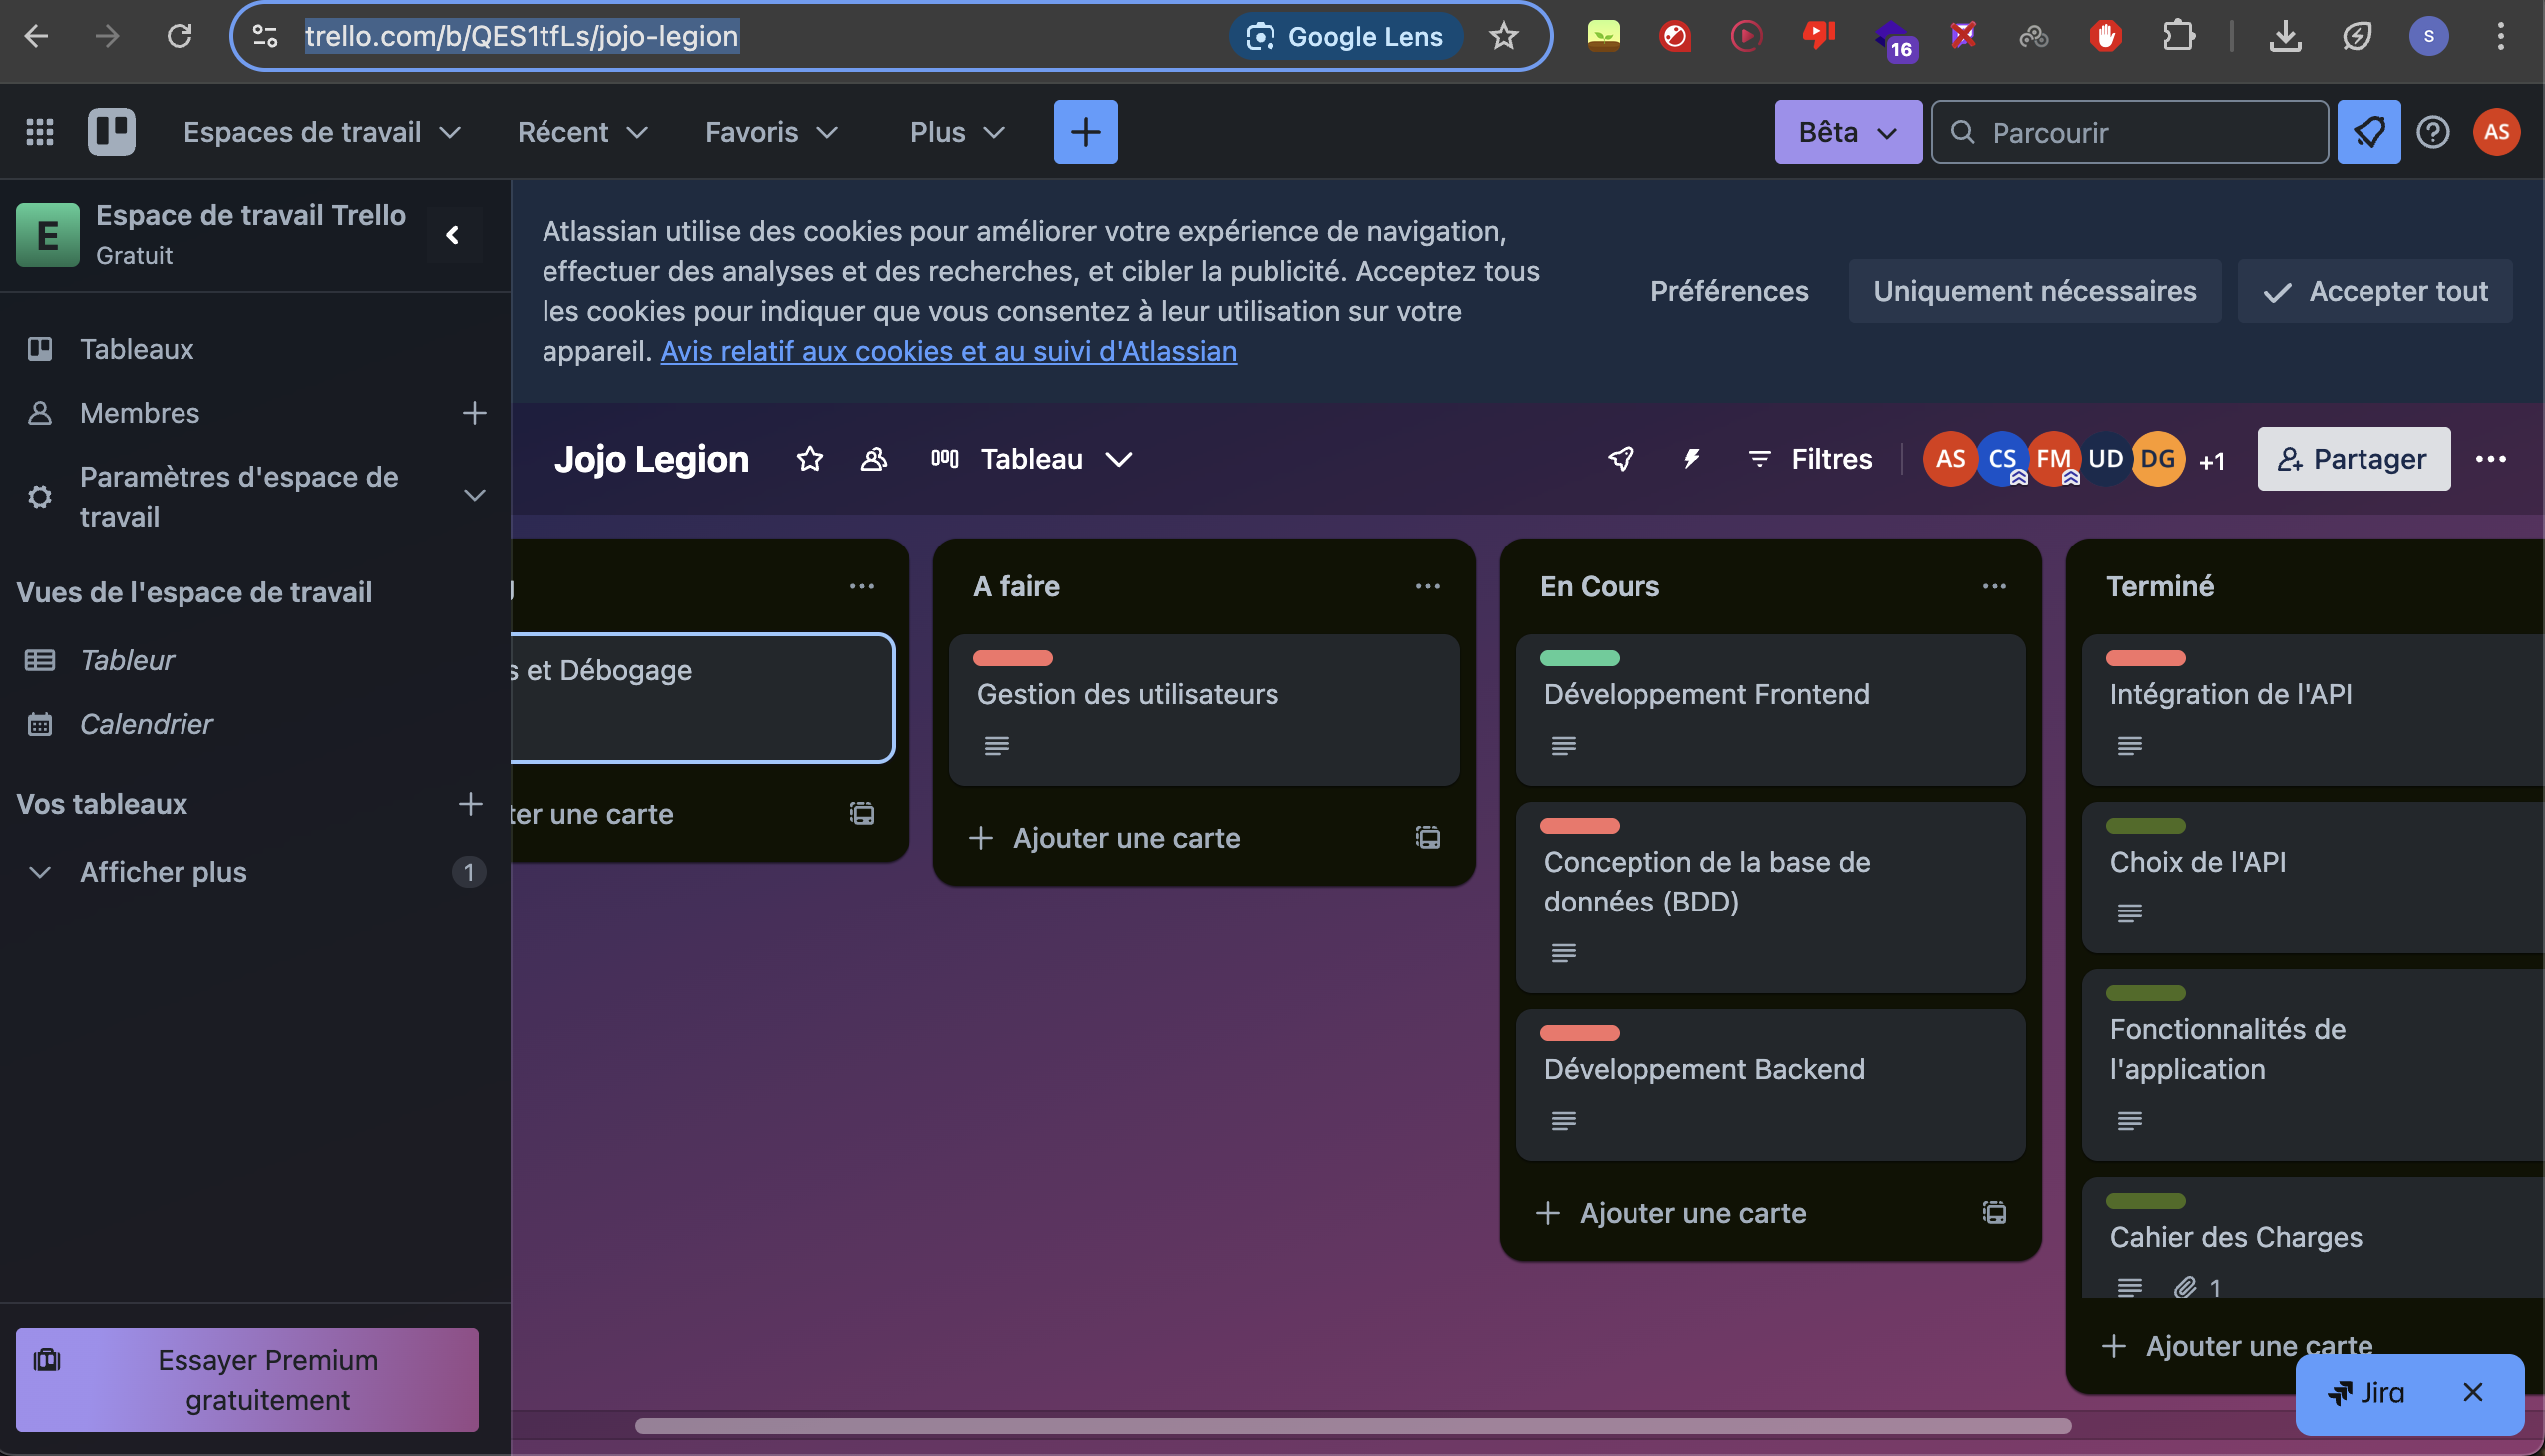 trello.com/b/QES1tfLs/jojo-legion
Google Lens
16
S
Espaces de travail
Récent
Favoris
Plus
Bêta
Parcourir
AS
E
Espace de travail Trello
Gratuit
Tableaux
Membres
Paramètres d'espace de
travail
Vues de l'espace de travail
Tableur
Calendrier
Vos tableaux
Afficher plus
1
Essayer Premium
gratuitement
Atlassian utilise des cookies pour améliorer votre expérience de navigation,
effectuer des analyses et des recherches, et cibler la publicité. Acceptez tous
les cookies pour indiquer que vous consentez à leur utilisation sur votre
appareil. Avis relatif aux cookies et au suivi d'Atlassian
Préférences
Uniquement nécessaires
Accepter tout
Jojo Legion
Tableau
Filtres
AS
CS
FM
UD
DG
+1
Partager
s et Débogage
ter une carte
A faire
Gestion des utilisateurs
Ajouter une carte
En Cours
Développement Frontend
Conception de la base de
données (BDD)
Développement Backend
Ajouter une carte
Terminé
Intégration de l'API
Choix de l'API
Fonctionnalités de
l'application
Cahier des Charges
1
Ajouter une carte
Jira